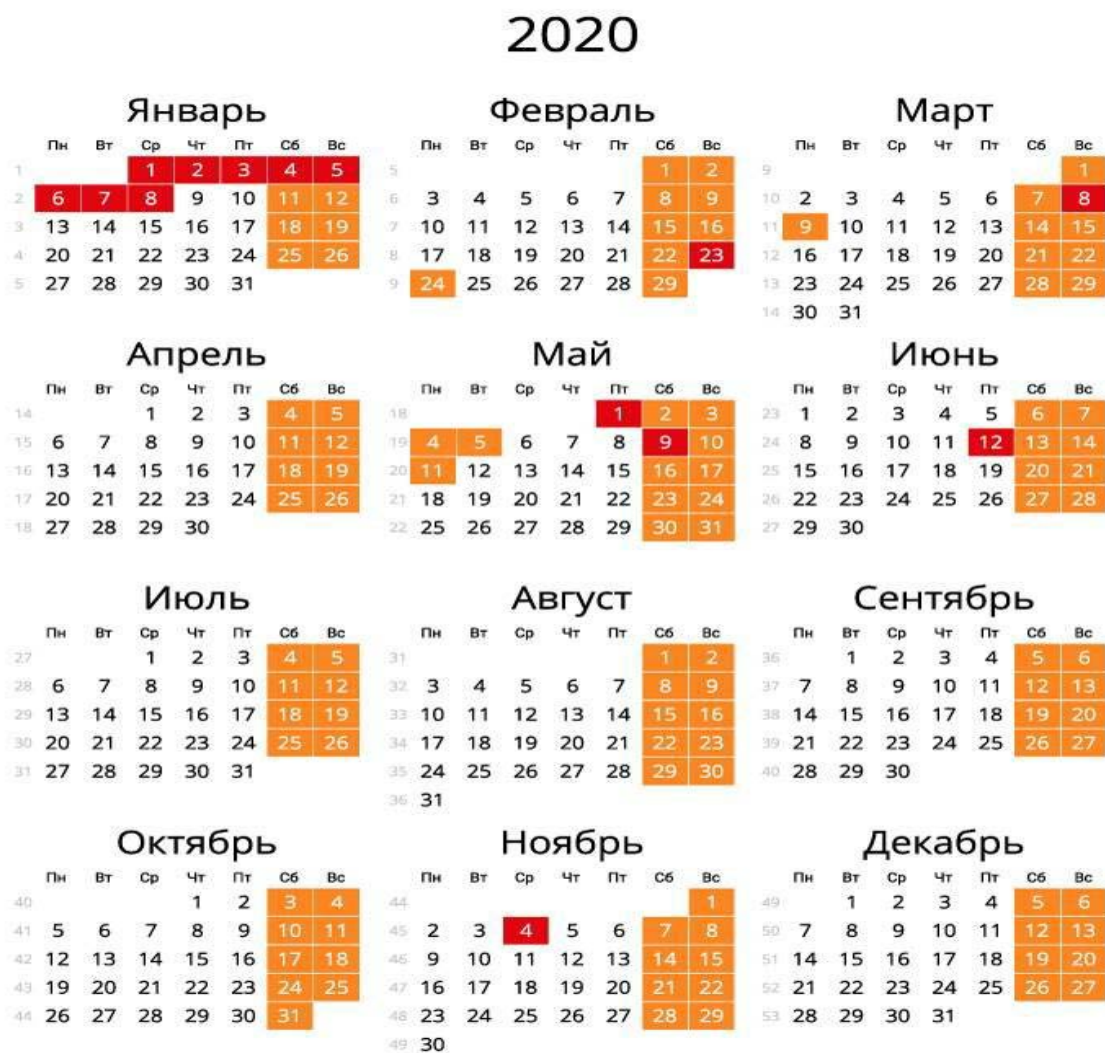 2020
Январь Февраль Март
Пн Вт Ср Чт Пт Сб Вс Пн Вт Ср Чт Пт Сб Вс Пн Вт Ср Чт Пт Сб Вс
1 1 2 3 4 5 5 1 2 9 1
2 6 7 8 9 10 11 12 6 3 4 5 6 7 8 9 10 2 3 4 5 6 7 8
3 13 14 15 16 17 18 19 7 10 11 12 13 14 15 16 11 9 10 11 12 13 14 15
4 20 21 22 23 24 25 26 8 17 18 19 20 21 22 23 12 16 17 18 19 20 21 22
5 27 28 29 30 31 9 24 25 26 27 28 29 13 23 24 25 26 27 28 29
14 30 31
Апрель Май Июнь
Пн Вт Ср Чт Пт Сб Вс Пн Вт Ср Чт Пт Сб Вс Пн Вт Ср Чт Пт Сб Вс
14 1 2 3 4 5 18 1 2 3 23 1 2 3 4 5 6 7
15 6 7 8 9 10 11 12 19 4 5 6 7 8 9 10 24 8 9 10 11 12 13 14
16 13 14 15 16 17 18 19 20 11 12 13 14 15 16 17 25 15 16 17 18 19 20 21
17 20 21 22 23 24 25 26 21 18 19 20 21 22 23 24 26 22 23 24 25 26 27 28
18 27 28 29 30 22 25 26 27 28 29 30 31 27 29 30
Июль Август Сентябрь
Пн Вт Ср Чт Пт Сб Вс Пн Вт Ср Чт Пт Сб Вс Пн Вт Ср Чт Пт Сб Вс
27 1 2 3 4 5 31 1 2 36 1 2 3 4 5 6
28 6 7 8 9 10 11 12 32 3 4 5 6 7 8 9 37 7 8 9 10 11 12 13
29 13 14 15 16 17 18 19 33 10 11 12 13 14 15 16 38 14 15 16 17 18 19 20
30 20 21 22 23 24 25 26 34 17 18 19 20 21 22 23 39 21 22 23 24 25 26 27
31 27 28 29 30 31 35 24 25 26 27 28 29 30 40 28 29 30
36 31
Октябрь Ноябрь Декабрь
Пн Вт Ср Чт Пт Сб Вс Пн Вт Ср Чт Пт Сб Вс Пн Вт Ср Чт Пт Сб Вс
40 1 2 3 4 44 1 49 1 2 3 4 5 6
41 5 6 7 8 9 10 11 45 2 3 4 5 6 7 8 50 7 8 9 10 11 12 13
42 12 13 14 15 16 17 18 46 9 10 11 12 13 14 15 51 14 15 16 17 18 19 20
43 19 20 21 22 23 24 25 47 16 17 18 19 20 21 22 52 21 22 23 24 25 26 27
44 26 27 28 29 30 31 48 23 24 25 26 27 28 29 53 28 29 30 31
49 30